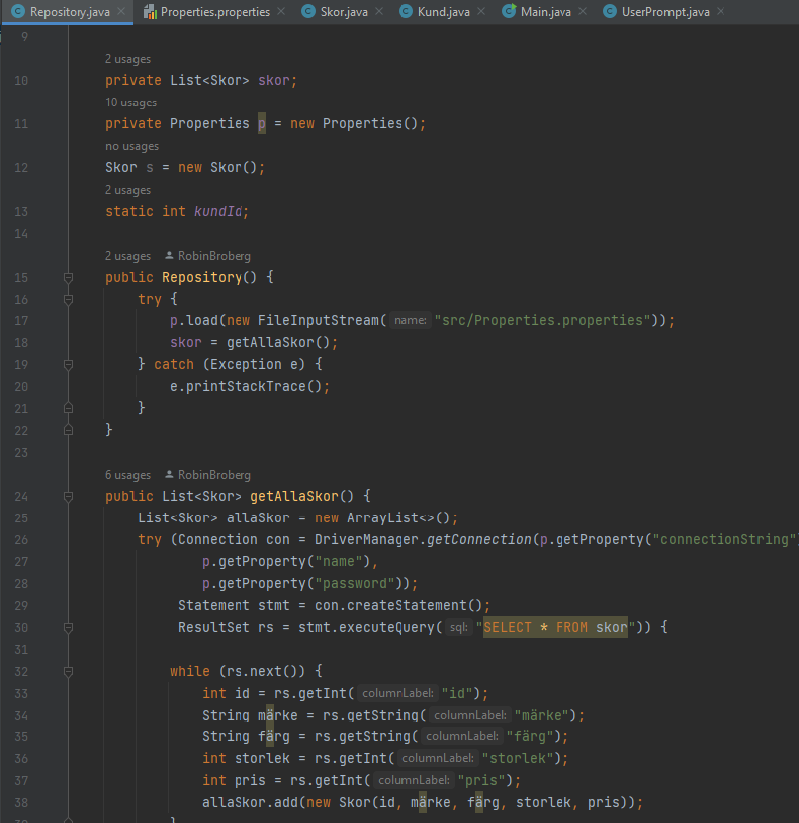 Repository.java Properties.properties Skor.java Kund.java Main.java UserPrompt.java
9
2 usages
10 private List<Skor> skor;
10 usages
11 private Properties p = new Properties();
no usages
12 Skor s = new Skor();
2 usages
13 static int kundId;
14
2 usages RobinBroberg
15 public Repository() {
16 try {
17 p.load(new FileInputStream( name: "src/Properties.properties"));
18 skor = getAllaSkor();
19 } catch (Exception e) {
20 e.printStackTrace();
21 }
22 }
23
6 usages RobinBroberg
24 public List<Skor> getAllaSkor() {
25 List<Skor> allaSkor = new ArrayList<>();
26 try (Connection con = DriverManager.getConnection(p.getProperty("connectionString")
27 p.getProperty("name"),
28 p.getProperty("password"));
29 Statement stmt = con.createStatement();
30 ResultSet rs = stmt.executeQuery( sql: "SELECT * FROM skor")) {
31
32 while (rs.next()) {
33 int id = rs.getInt( columnLabel: "id");
34 String märke = rs.getString( columnLabel: "märke");
35 String färg = rs.getString( columnLabel: "färg");
36 int storlek = rs.getInt( columnLabel: "storlek");
37 int pris = rs.getInt( columnLabel: "pris");
38 allaSkor.add(new Skor(id, märke, färg, storlek, pris));